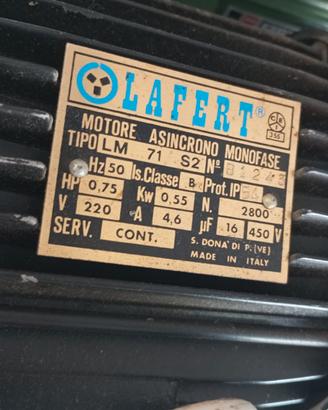 LAFERT®
MOTORE ASINCRONO MONOFASE
TIPO LM 71 S2 Nº
Hz 50 Is.Classe B Prot.IP
HP 0,75 Kw 0,55 N. 2800
V 220 A 4,6 µF 16 450 V
SERV. CONT. S. DONA' DI P. (VE)
MADE IN ITALY